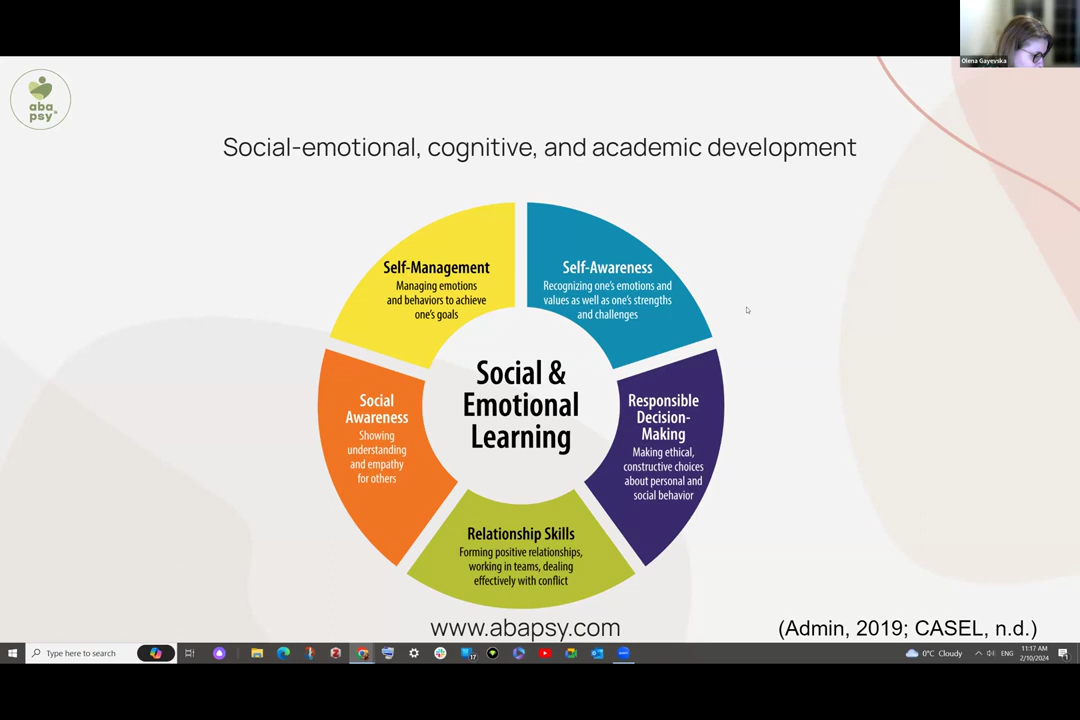 Olena Gayevska
aba
psy
Social-emotional, cognitive, and academic development
Self-Management
Managing emotions
and behaviors to achieve
one's goals
Self-Awareness
Recognizing one's emotions and
values as well as one's strengths
and challenges
Social
Awareness
Showing
understanding
and empathy
for others
Social &
Emotional
Learning
Responsible
Decision-
Making
Making ethical,
constructive choices
about personal and
social behavior
Relationship Skills
Forming positive relationships,
working in teams, dealing
effectively with conflict
www.abapsy.com
(Admin, 2019; CASEL, n.d.)
Type here to search
17
0°C Cloudy
ENG
11:17 AM
2/10/2024